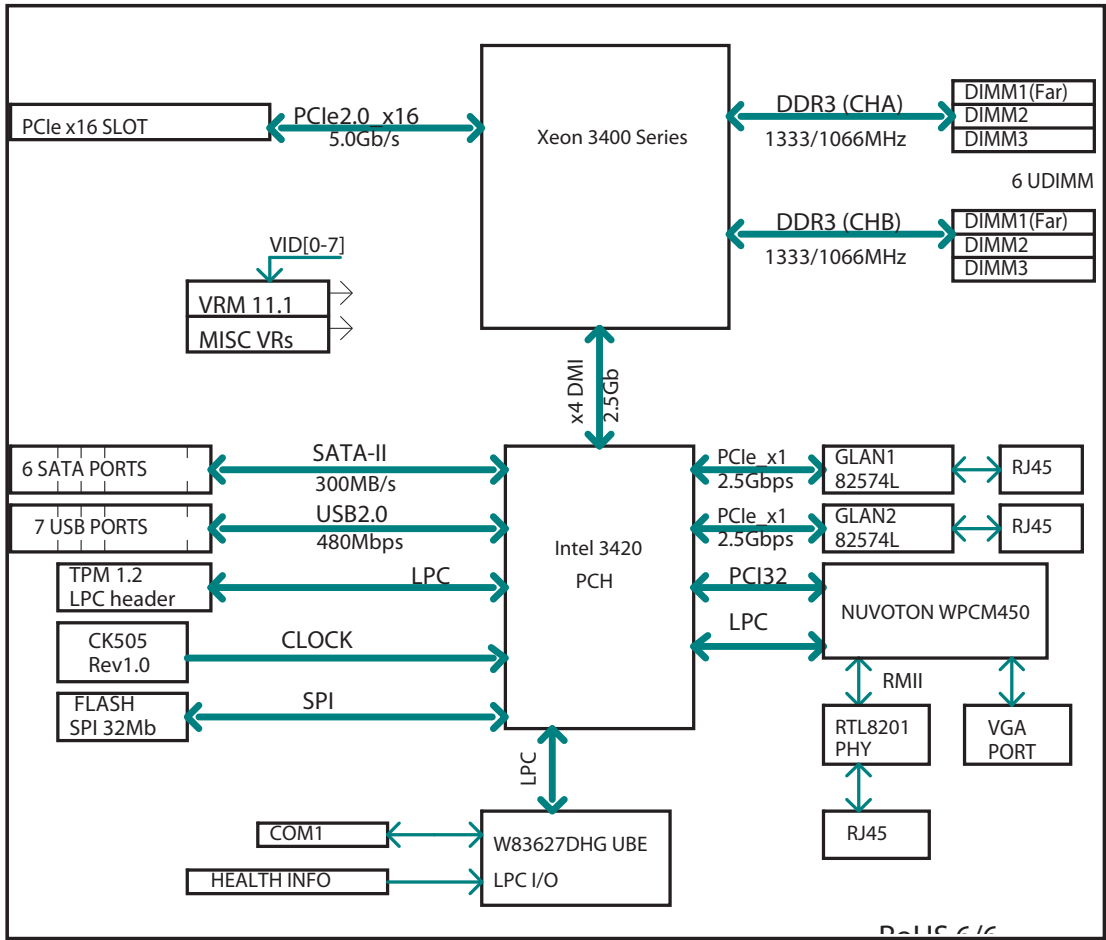 PCIe x16 SLOT
PCIe2.0_x16
5.0Gb/s
Xeon 3400 Series
DDR3 (CHA)
1333/1066MHz
DIMM1(Far)
DIMM2
DIMM3
6 UDIMM
DDR3 (CHB)
1333/1066MHz
DIMM1(Far)
DIMM2
DIMM3
VID[0-7]
VRM 11.1
MISC VRs
x4 DMI
2.5Gb
6 SATA PORTS
SATA-II
300MB/s
7 USB PORTS
USB2.0
480Mbps
TPM 1.2
LPC header
LPC
CK505
Rev1.0
CLOCK
FLASH
SPI 32Mb
SPI
Intel 3420
PCH
PCIe_x1
2.5Gbps
GLAN1
82574L
RJ45
PCIe_x1
2.5Gbps
GLAN2
82574L
RJ45
PCI32
LPC
NUVOTON WPCM450
RMII
RTL8201
PHY
VGA
PORT
RJ45
LPC
COM1
HEALTH INFO
W83627DHG UBE
LPC I/O
RoHS 6/6